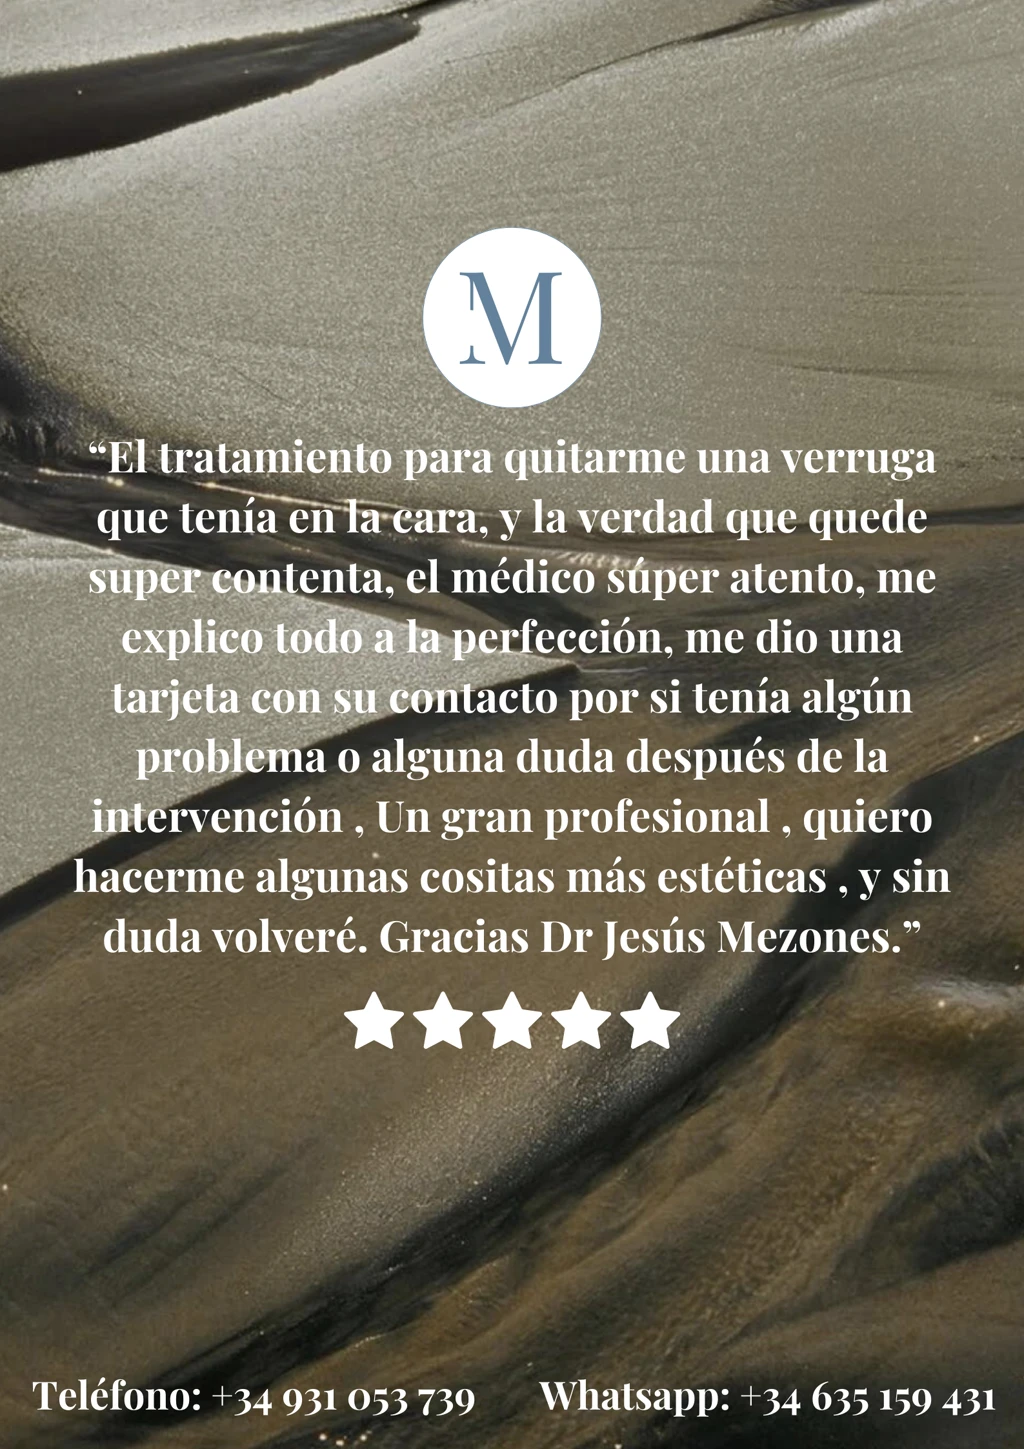 M
“El tratamiento para quitarme una verruga
que tenía en la cara, y la verdad que quede
super contenta, el médico súper atento, me
explico todo a la perfección, me dio una
tarjeta con su contacto por si tenía algún
problema o alguna duda después de la
intervención , Un gran profesional , quiero
hacerme algunas cositas más estéticas , y sin
duda volveré. Gracias Dr Jesús Mezones.”
Teléfono: +34 931 053 739 Whatsapp: +34 635 159 431